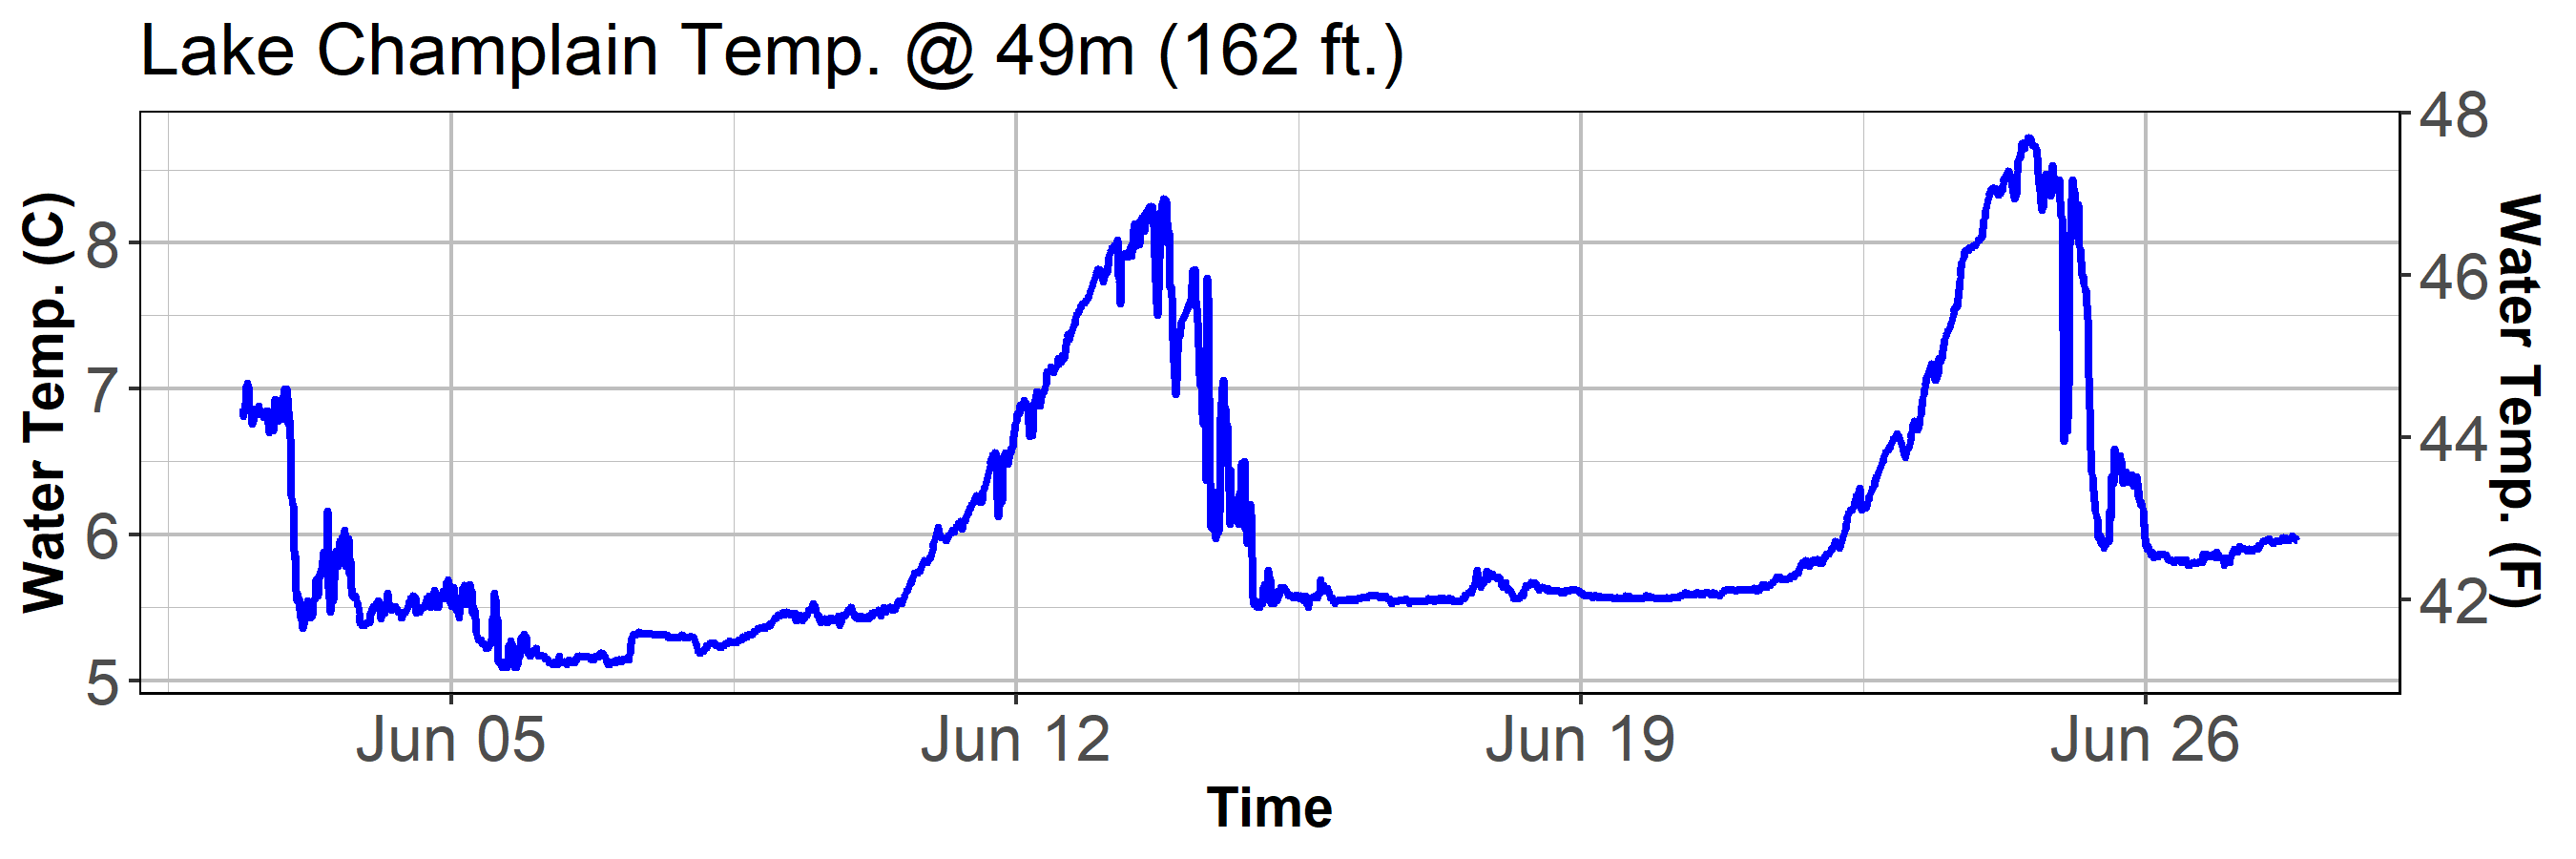 Lake Champlain Temp. @ 49m (162 ft.)
Water Temp. (C)
8
7
6
5
48
46
44
42
Water Temp. (F)
Jun 05
Jun 12
Jun 19
Jun 26
Time